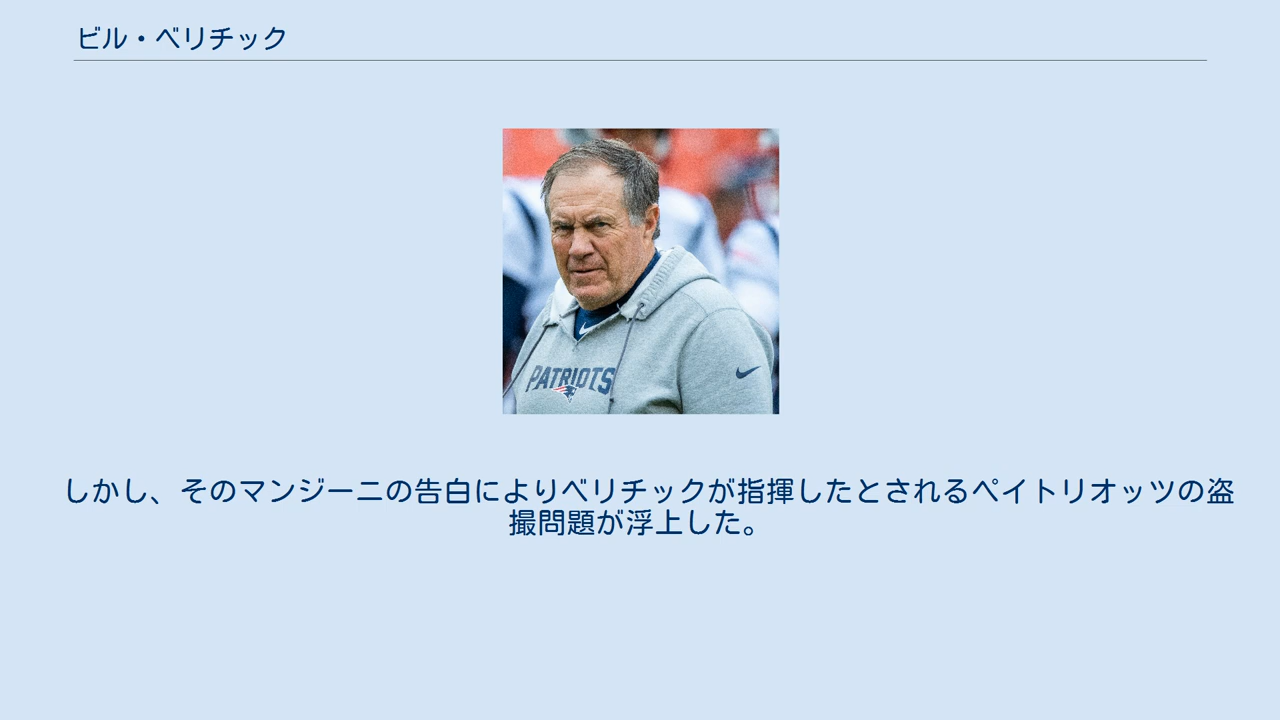 ビル・ベリチック
PATRIOTS
しかし、そのマンジーニの告白によりベリチックが指揮したとされるペイトリオッツの盗
撮問題が浮上した。